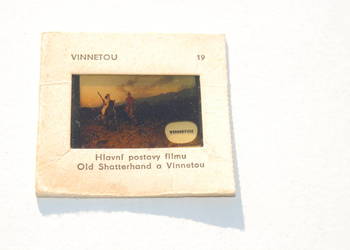 VINNETOU 19
VINNETOU
Hlavní postavy filmu
Old Shatterhand a Vinnetou